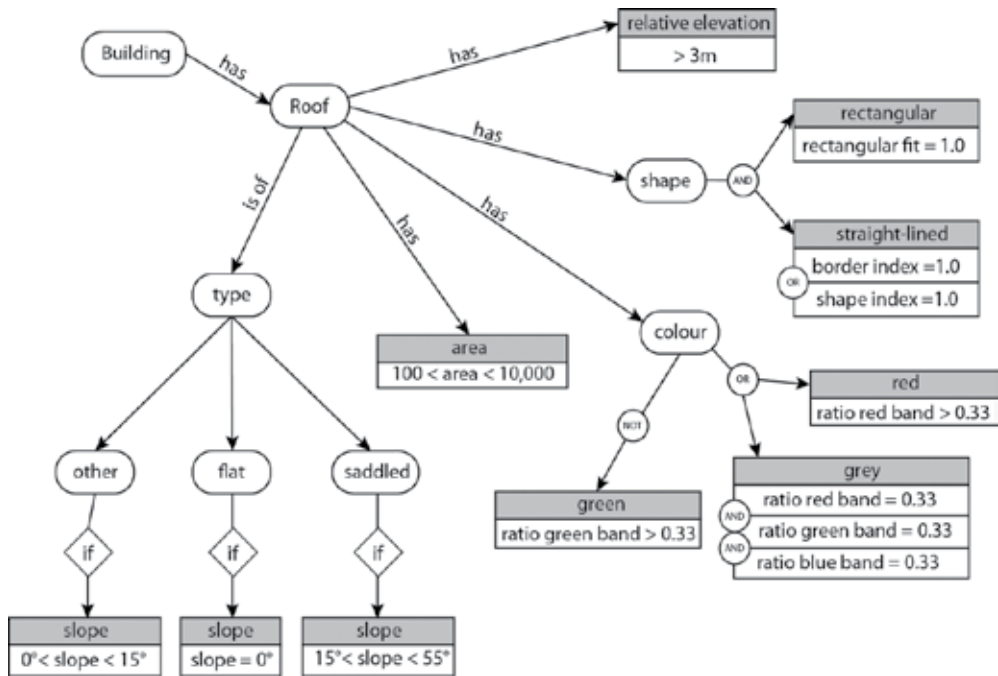 Building
has
Roof
has
relative elevation
> 3m
has
shape
AND
rectangular
rectangular fit = 1.0
straight-lined
OR
border index =1.0
shape index =1.0
is of
type
has
area
100 < area < 10,000
has
colour
OR
red
ratio red band > 0.33
NOT
green
ratio green band > 0.33
grey
ratio red band = 0.33
AND
ratio green band = 0.33
AND
ratio blue band = 0.33
other
flat
saddled
if
if
if
slope
0°< slope < 15°
slope
slope = 0°
slope
15°< slope < 55°